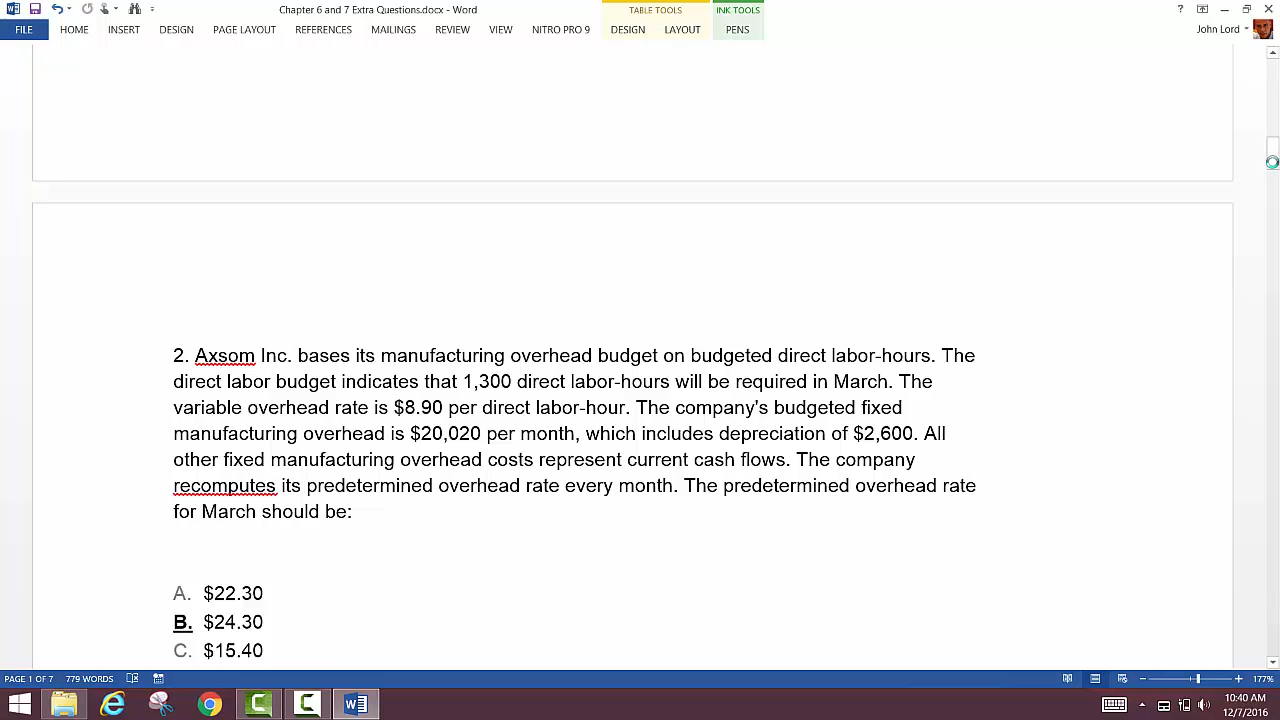 Chapter 6 and 7 Extra Questions.docx - Word
TABLE TOOLS
INK TOOLS
?
FILE
HOME
INSERT
DESIGN
PAGE LAYOUT
REFERENCES
MAILINGS
REVIEW
VIEW
NITRO PRO 9
DESIGN
LAYOUT
PENS
John Lord
2. Axsom Inc. bases its manufacturing overhead budget on budgeted direct labor-hours. The
direct labor budget indicates that 1,300 direct labor-hours will be required in March. The
variable overhead rate is $8.90 per direct labor-hour. The company's budgeted fixed
manufacturing overhead is $20,020 per month, which includes depreciation of $2,600. All
other fixed manufacturing overhead costs represent current cash flows. The company
recomputes its predetermined overhead rate every month. The predetermined overhead rate
for March should be:
A. $22.30
B. $24.30
C. $15.40
PAGE 1 OF 7
779 WORDS
177%
10:40 AM
12/7/2016